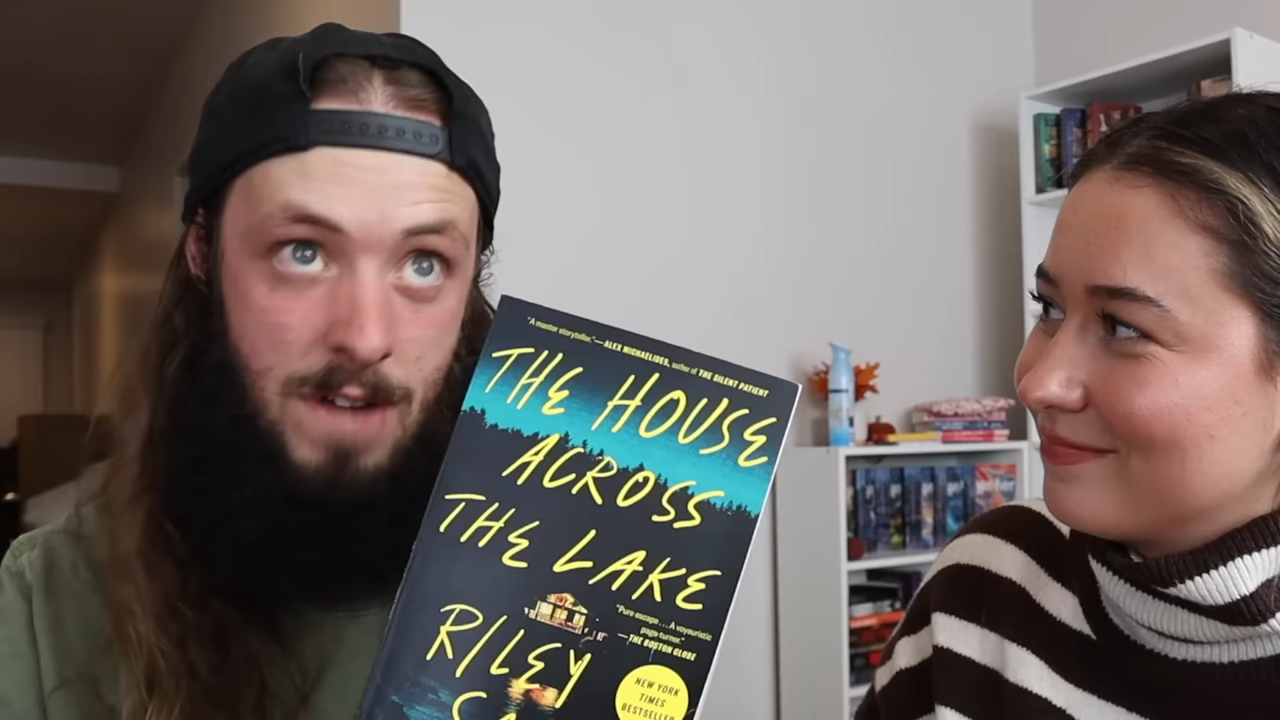 "A master storyteller."—ALEX MICHAELIDES, author of THE SILENT PATIENT
THE HOUSE
ACROSS
THE LAKE
"Pure escape . . . A voyeuristic
page-turner."
—THE BOSTON GLOBE
RILEY
NEW YORK
TIMES
BESTSELLER